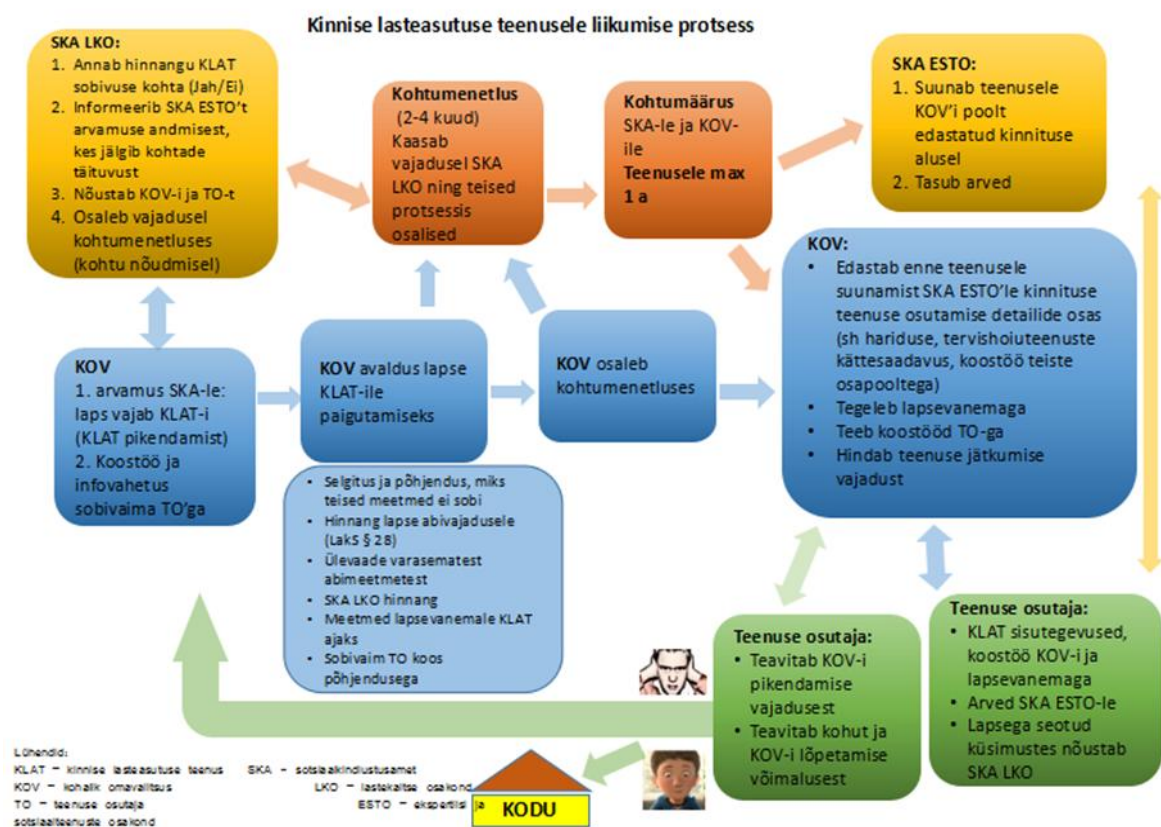 Kinnise lasteasutuse teenusele liikumise protsess
SKA LKO:
1. Annab hinnangu KLAT
sobivuse kohta (Jah/Ei)
2. Informeerib SKA ESTO't
arvamuse andmisest,
kes jälgib kohtade
täituvust
3. Nõustab KOV-i ja TO-t
4. Osaleb vajadusel
kohtumenetluses
(kohtu nõudmisel)
Kohtumenetlus
(2-4 kuud)
Kaasab
vajadusel SKA
LKO ning teised
protsessis
osalised
Kohtumäärus
SKA-le ja KOV-
ile
Teenusele max
1 a
SKA ESTO:
1. Suunab teenusele
KOV'i poolt
edastatud kinnituse
alusel
2. Tasub arved
KOV
1. arvamus SKA-le:
laps vajab KLAT-i
(KLAT pikendamist)
2. Koostöö ja
infovahetus
sobivaima TO'ga
KOV avaldus lapse
KLAT-ile
paigutamiseks
KOV osaleb
kohtumenetluses
KOV:
• Edastab enne teenusele
suunamist SKA ESTO'le kinnituse
teenuse osutamise detailide osas
(sh hariduse, tervishoiuteenuste
kättesaadavus, koostöö teiste
osapooltega)
• Tegeleb lapsevanemaga
• Teeb koostööd TO-ga
• Hindab teenuse jätkumise
vajadust
• Selgitus ja põhjendus, miks
teised meetmed ei sobi
• Hinnang lapse abivajadusele
(LakS § 28)
• Ülevaade varasematest
abimeetmetest
• SKA LKO hinnang
• Meetmed lapsevanemale KLAT
ajaks
• Sobivaim TO koos
põhjendusega
Teenuse osutaja:
• Teavitab KOV-i
pikendamise
vajadusest
• Teavitab kohut ja
KOV-i lõpetamise
võimalusest
Teenuse osutaja:
• KLAT sisutegevused,
koostöö KOV-i ja
lapsevanemaga
• Arved SKA ESTO-le
• Lapsega seotud
küsimustes nõustab
SKA LKO
Lühendid:
KLAT – kinnise lasteasutuse teenus SKA – sotsiaalkindlustusamet
KOV – kohalik omavalitsus LKO – lastekaitse osakond
TO – teenuse osutaja ESTO – ekspertiisi ja
sotsiaalteenuste osakond
KODU